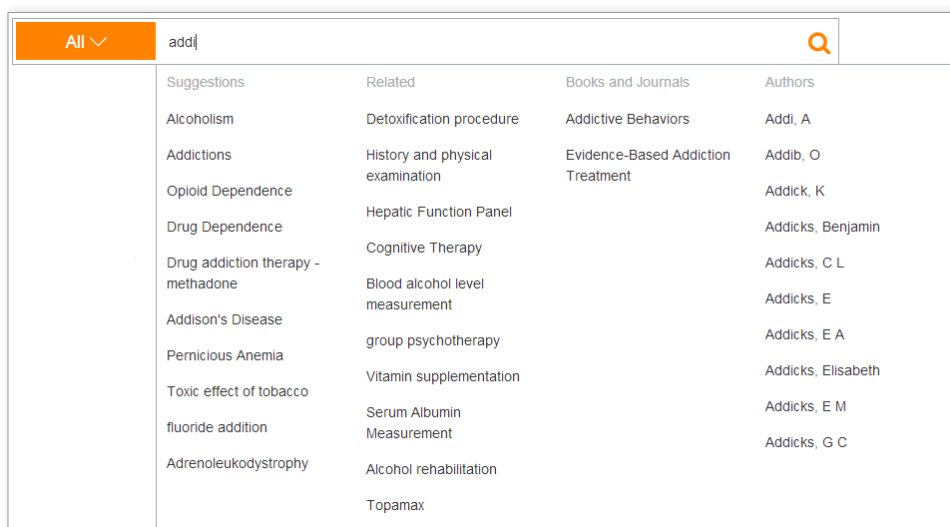 All
addi
Suggestions
Alcoholism
Addictions
Opioid Dependence
Drug Dependence
Drug addiction therapy -
methadone
Addison's Disease
Pernicious Anemia
Toxic effect of tobacco
fluoride addition
Adrenoleukodystrophy
Related
Detoxification procedure
History and physical
examination
Hepatic Function Panel
Cognitive Therapy
Blood alcohol level
measurement
group psychotherapy
Vitamin supplementation
Serum Albumin
Measurement
Alcohol rehabilitation
Topamax
Books and Journals
Addictive Behaviors
Evidence-Based Addiction
Treatment
Authors
Addi, A
Addib, O
Addick, K
Addicks, Benjamin
Addicks, C L
Addicks, E
Addicks, E A
Addicks, Elisabeth
Addicks, E M
Addicks, G C